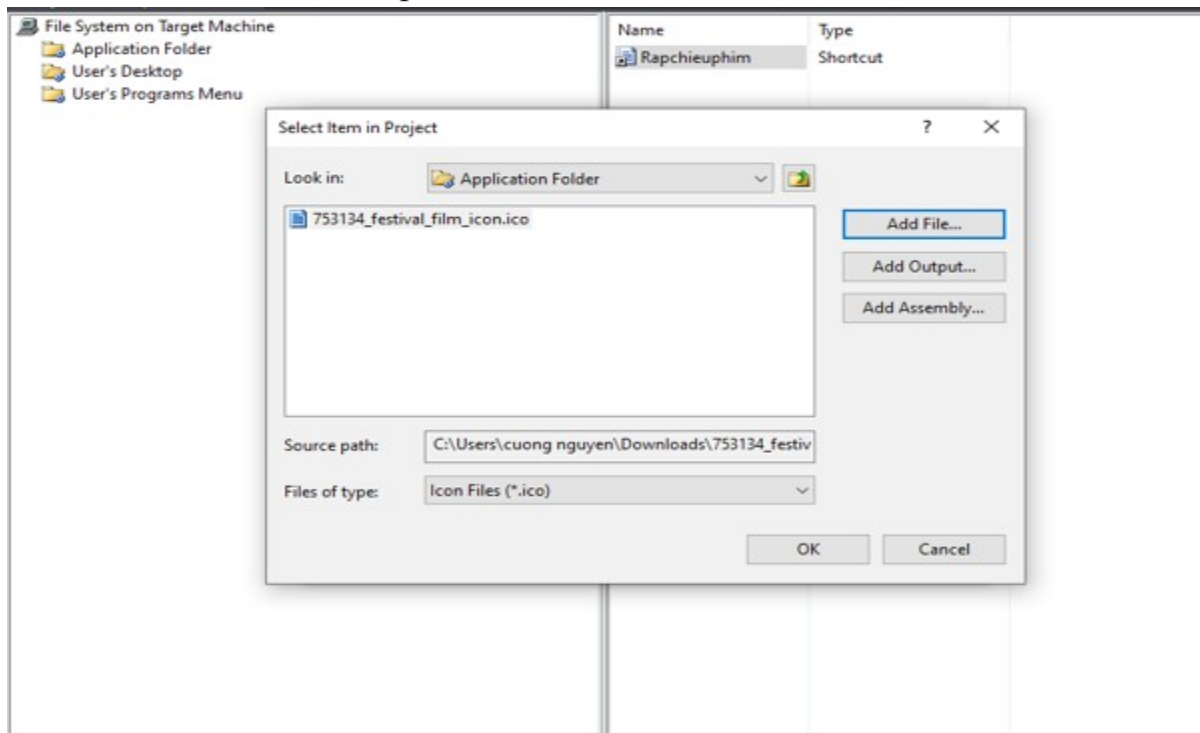 File System on Target Machine
Application Folder
User's Desktop
User's Programs Menu
Name Type
Rapchieuphim Shortcut
Select Item in Project ? ×
Look in: Application Folder
753134_festival_film_icon.ico
Add File...
Add Output...
Add Assembly...
Source path: C:\Users\cuong nguyen\Downloads\753134_festiv
Files of type: Icon Files (*.ico)
OK Cancel